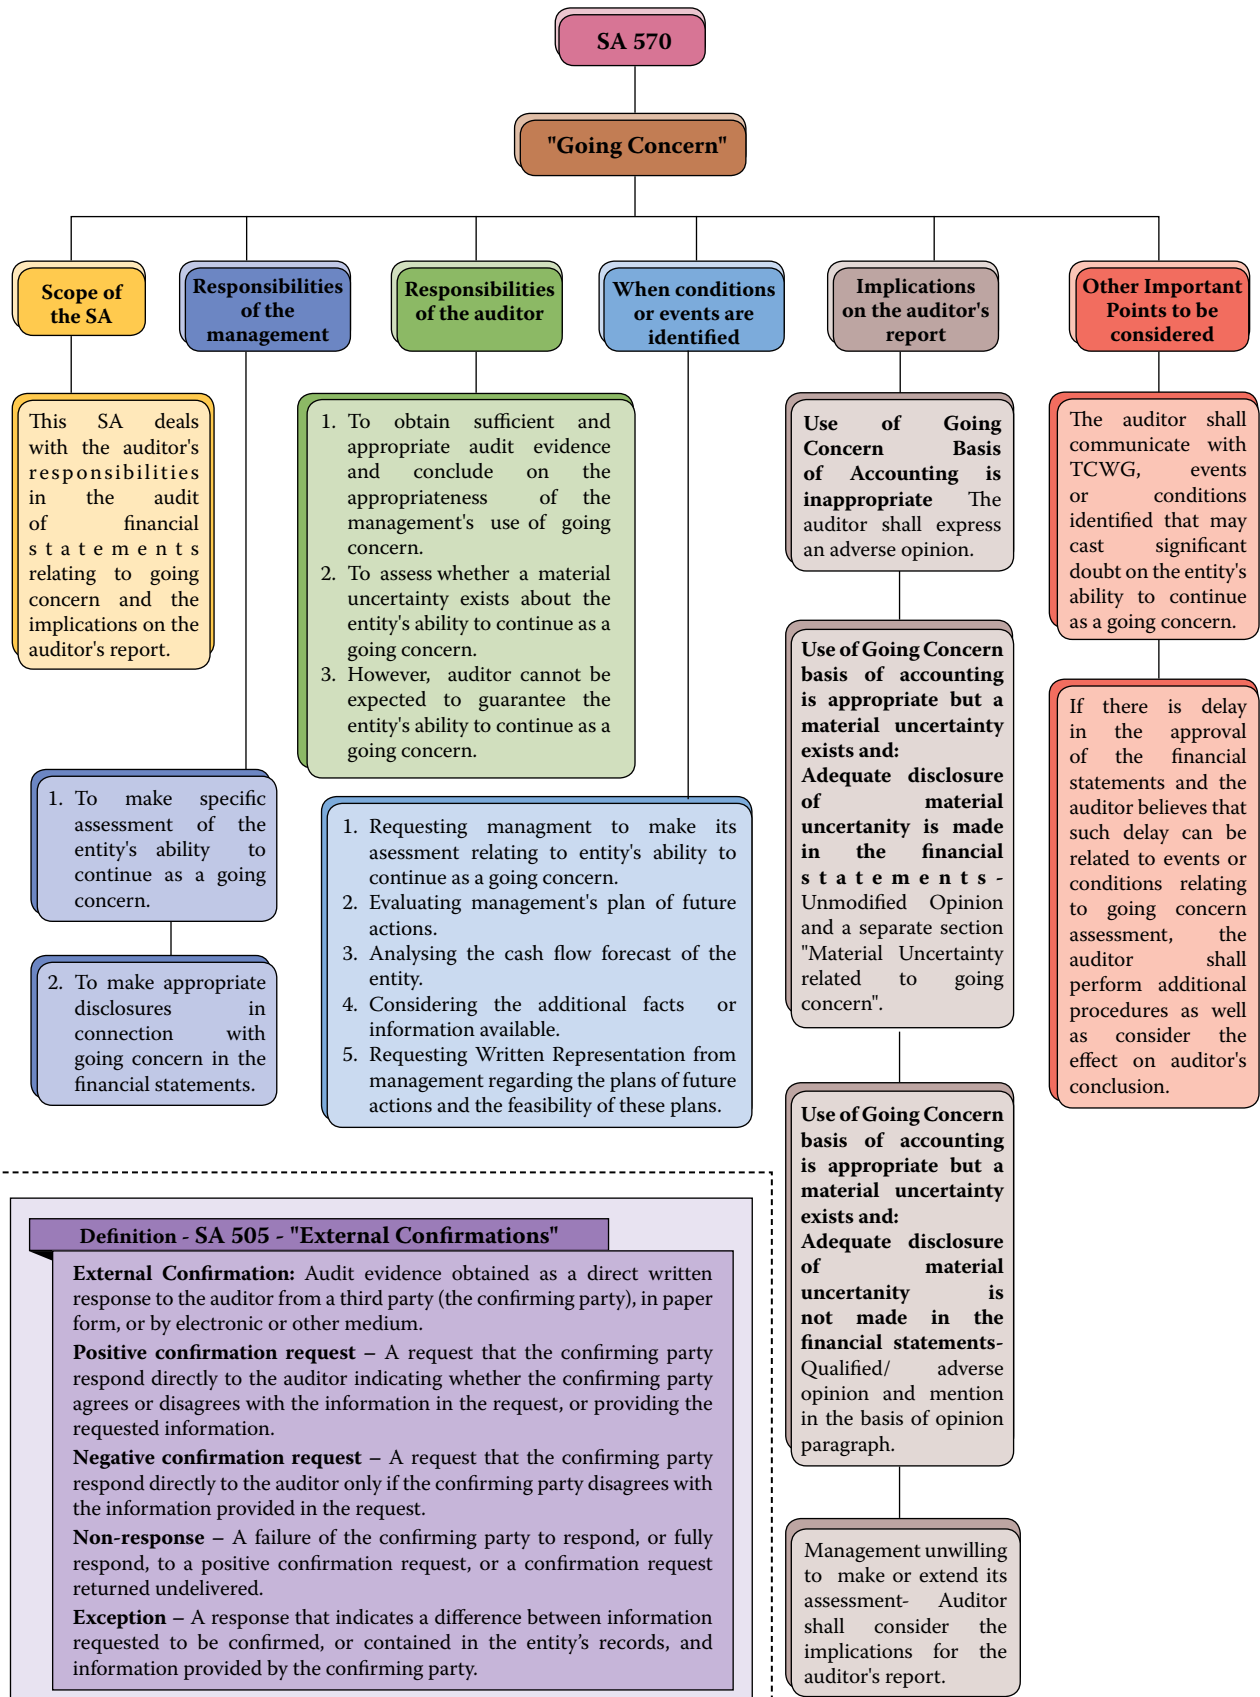 SA 570
"Going Concern"
Scope of
the SA
This SA deals
with the auditor's
responsibilities
in the audit
of financial
statements
relating to going
concern and the
implications on the
auditor's report.
Responsibilities
of the
management
1. To make specific
assessment of the
entity's ability to
continue as a going
concern.
2. To make appropriate
disclosures in
connection with
going concern in the
financial statements.
Responsibilities
of the auditor
1. To obtain sufficient and
appropriate audit evidence
and conclude on the
appropriateness of the
management's use of going
concern.
2. To assess whether a material
uncertainty exists about the
entity's ability to continue as a
going concern.
3. However, auditor cannot be
expected to guarantee the
entity's ability to continue as a
going concern.
When conditions
or events are
identified
1. Requesting managment to make its
asessment relating to entity's ability to
continue as a going concern.
2. Evaluating management's plan of future
actions.
3. Analysing the cash flow forecast of the
entity.
4. Considering the additional facts or
information available.
5. Requesting Written Representation from
management regarding the plans of future
actions and the feasibility of these plans.
Implications
on the auditor's
report
Use of Going
Concern Basis
of Accounting is
inappropriate The
auditor shall express
an adverse opinion.
Use of Going Concern
basis of accounting
is appropriate but a
material uncertainty
exists and:
Adequate disclosure
of material
uncertanity is made
in the financial
statements-
Unmodified Opinion
and a separate section
"Material Uncertainty
related to going
concern".
Use of Going Concern
basis of accounting
is appropriate but a
material uncertainty
exists and:
Adequate disclosure
of material
uncertanity is
not made in the
financial statements-
Qualified/ adverse
opinion and mention
in the basis of opinion
paragraph.
Management unwilling
to make or extend its
assessment- Auditor
shall consider the
implications for the
auditor's report.
Other Important
Points to be
considered
The auditor shall
communicate with
TCWG, events
or conditions
identified that may
cast significant
doubt on the entity's
ability to continue
as a going concern.
If there is delay
in the approval
of the financial
statements and the
auditor believes that
such delay can be
related to events or
conditions relating
to going concern
assessment, the
auditor shall
perform additional
procedures as well
as consider the
effect on auditor's
conclusion.
Definition - SA 505 - "External Confirmations"
External Confirmation: Audit evidence obtained as a direct written
response to the auditor from a third party (the confirming party), in paper
form, or by electronic or other medium.
Positive confirmation request – A request that the confirming party
respond directly to the auditor indicating whether the confirming party
agrees or disagrees with the information in the request, or providing the
requested information.
Negative confirmation request – A request that the confirming party
respond directly to the auditor only if the confirming party disagrees with
the information provided in the request.
Non-response – A failure of the confirming party to respond, or fully
respond, to a positive confirmation request, or a confirmation request
returned undelivered.
Exception – A response that indicates a difference between information
requested to be confirmed, or contained in the entity's records, and
information provided by the confirming party.